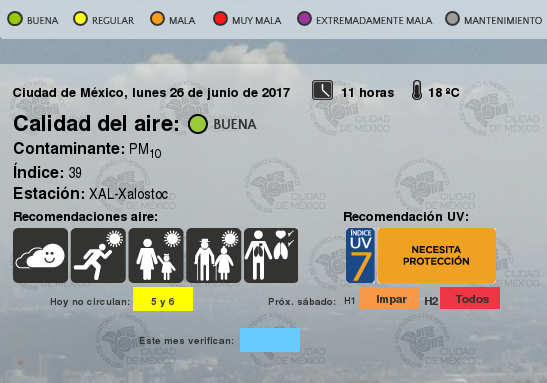 BUENA REGULAR MALA MUY MALA EXTREMADAMENTE MALA MANTENIMIENTO
Ciudad de México, lunes 26 de junio de 2017 11 horas 18 ºC
Calidad del aire: BUENA
Contaminante: PM10
Índice: 39
Estación: XAL-Xalostoc
Recomendaciones aire: Recomendación UV:
ÍNDICE
UV
7
NECESITA
PROTECCIÓN
Hoy no circulan: 5 y 6 Próx. sábado: H1 Impar H2 Todos
Este mes verifican:
CIUDAD
DE MÉXICO